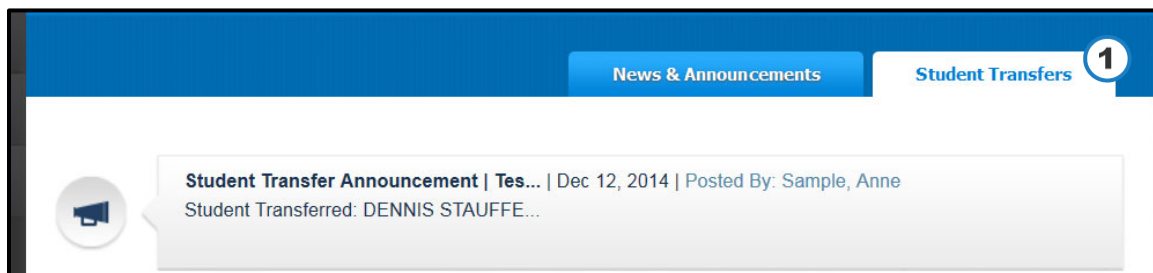 News & Announcements
Student Transfers
1
Student Transfer Announcement | Tes... | Dec 12, 2014 | Posted By: Sample, Anne
Student Transferred: DENNIS STAUFFE...